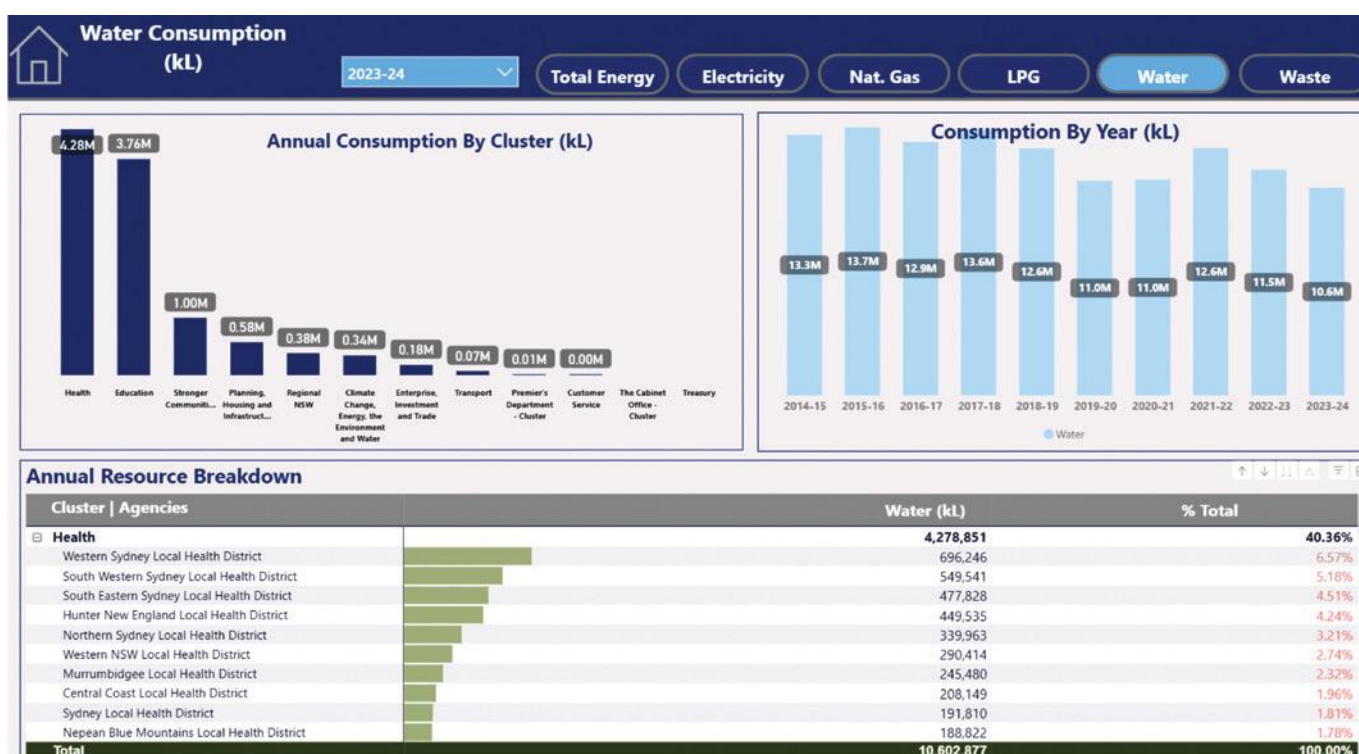 Water Consumption
(kL)
2023-24
Total Energy
Electricity
Nat. Gas
LPG
Water
Waste
Annual Consumption By Cluster (kL)
4.28M
3.76M
1.00M
0.58M
0.38M
0.34M
0.18M
0.07M
0.01M
0.00M
Health
Education
Stronger
Communiti...
Planning,
Housing and
Infrastruct...
Regional
NSW
Climate
Change,
Energy, the
Environment
and Water
Enterprise,
Investment
and Trade
Transport
Premier's
Department
- Cluster
Customer
Service
The Cabinet
Office -
Cluster
Treasury
Consumption By Year (kL)
13.3M
13.7M
12.9M
13.6M
12.6M
11.0M
11.0M
12.6M
11.5M
10.6M
2014-15 2015-16 2016-17 2017-18 2018-19 2019-20 2020-21 2021-22 2022-23 2023-24
Water
Annual Resource Breakdown
Cluster | Agencies Water (kL) % Total
Health 4,278,851 40.36%
Western Sydney Local Health District 696,246 6.57%
South Western Sydney Local Health District 549,541 5.18%
South Eastern Sydney Local Health District 477,828 4.51%
Hunter New England Local Health District 449,535 4.24%
Northern Sydney Local Health District 339,963 3.21%
Western NSW Local Health District 290,414 2.74%
Murrumbidgee Local Health District 245,480 2.32%
Central Coast Local Health District 208,149 1.96%
Sydney Local Health District 191,810 1.81%
Nepean Blue Mountains Local Health District 188,822 1.78%
Total 10,602,877 100.00%